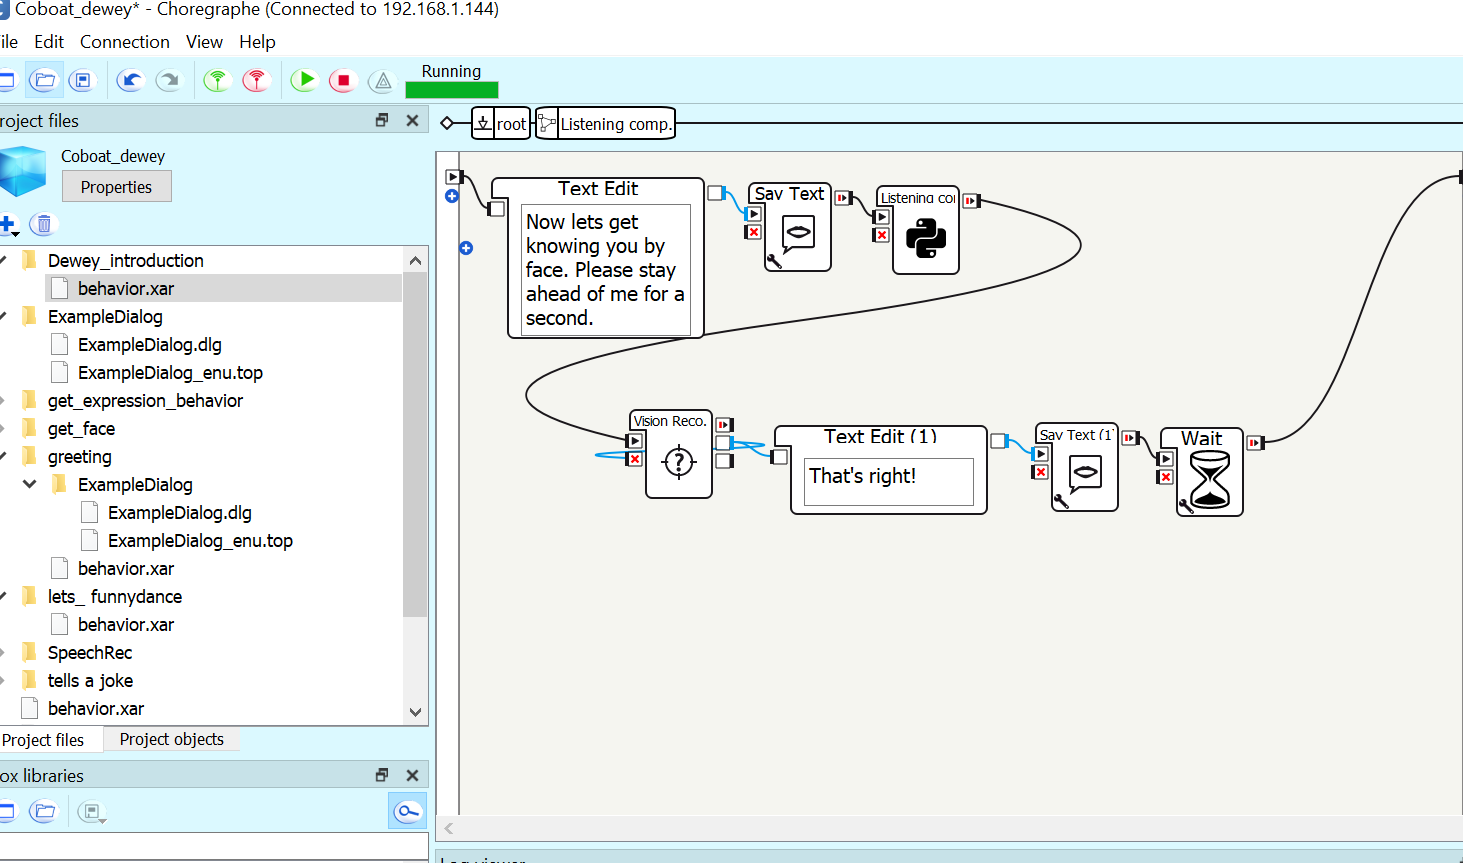 Coboat_dewey* - Choregraphe (Connected to 192.168.1.144)
ile Edit Connection View Help
Running
roject files
root
Listening comp.
Coboat_dewey
Properties
Dewey_introduction
behavior.xar
ExampleDialog
ExampleDialog.dlg
ExampleDialog_enu.top
get_expression_behavior
get_face
greeting
ExampleDialog
ExampleDialog.dlg
ExampleDialog_enu.top
behavior.xar
lets_ funnydance
behavior.xar
SpeechRec
tells a joke
behavior.xar
Project files
Project objects
ox libraries
Text Edit
Now lets get
knowing you by
face. Please stay
ahead of me for a
second.
Say Text
Listening co
Vision Reco.
?
Text Edit (1)
That's right!
Say Text (1
Wait
Log viewer